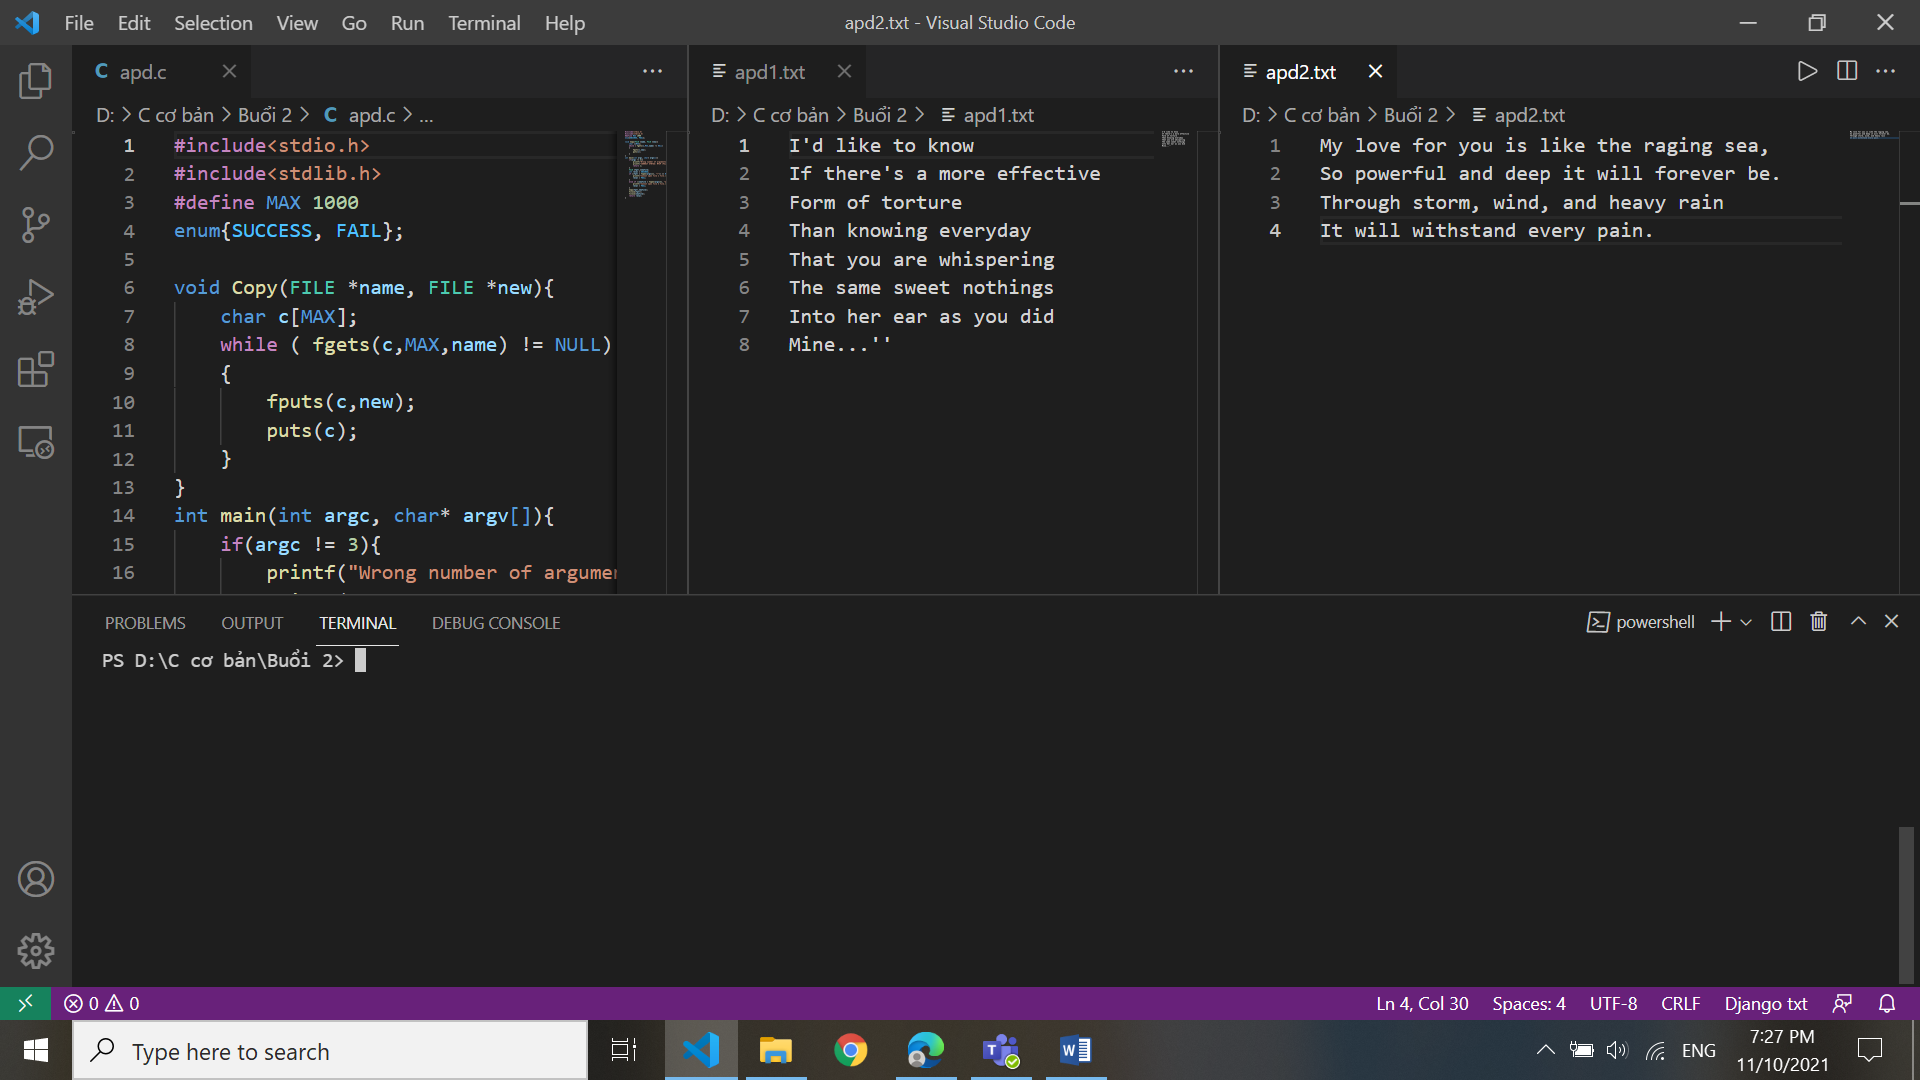 File Edit Selection View Go Run Terminal Help
apd2.txt - Visual Studio Code
C apd.c
D: > C cơ bản > Buổi 2 > C apd.c > ...
1 #include<stdio.h>
2 #include<stdlib.h>
3 #define MAX 1000
4 enum{SUCCESS, FAIL};
5
6 void Copy(FILE *name, FILE *new){
7 char c[MAX];
8 while ( fgets(c,MAX,name) != NULL)
9 {
10 fputs(c,new);
11 puts(c);
12 }
13 }
14 int main(int argc, char* argv[]){
15 if(argc != 3){
16 printf("Wrong number of argume
apd1.txt
D: > C cơ bản > Buổi 2 > apd1.txt
1 I'd like to know
2 If there's a more effective
3 Form of torture
4 Than knowing everyday
5 That you are whispering
6 The same sweet nothings
7 Into her ear as you did
8 Mine...''
apd2.txt
D: > C cơ bản > Buổi 2 > apd2.txt
1 My love for you is like the raging sea,
2 So powerful and deep it will forever be.
3 Through storm, wind, and heavy rain
4 It will withstand every pain.
PROBLEMS OUTPUT TERMINAL DEBUG CONSOLE
powershell
PS D:\C cơ bản\Buổi 2>
0 0
Ln 4, Col 30 Spaces: 4 UTF-8 CRLF Django txt
Type here to search
ENG
7:27 PM
11/10/2021